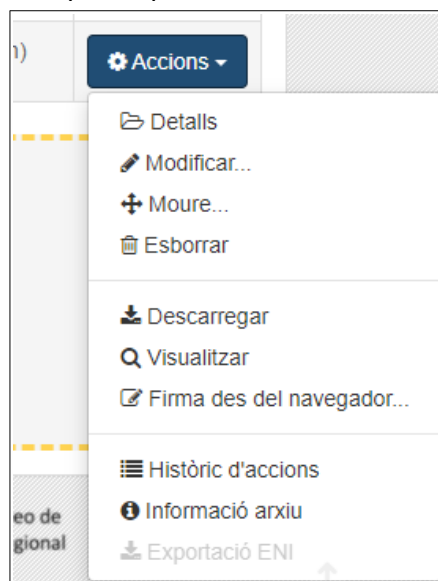 n)
Accions
Detalls
Modificar...
Moure...
Esborrar
Descarregar
Visualitzar
Firma des del navegador...
Històric d'accions
Informació arxiu
eo de
gional
Exportació ENI